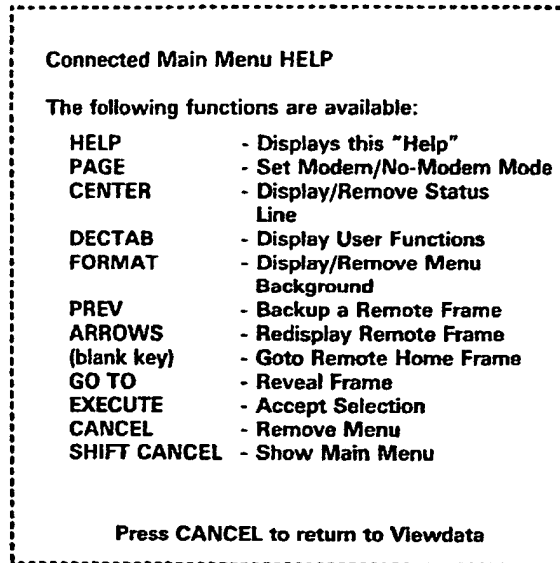 Connected Main Menu HELP
The following functions are available:
HELP - Displays this "Help"
PAGE - Set Modem/No-Modem Mode
CENTER - Display/Remove Status
Line
DECTAB - Display User Functions
FORMAT - Display/Remove Menu
Background
PREV - Backup a Remote Frame
ARROWS - Redisplay Remote Frame
(blank key) - Goto Remote Home Frame
GO TO - Reveal Frame
EXECUTE - Accept Selection
CANCEL - Remove Menu
SHIFT CANCEL - Show Main Menu
Press CANCEL to return to Viewdata